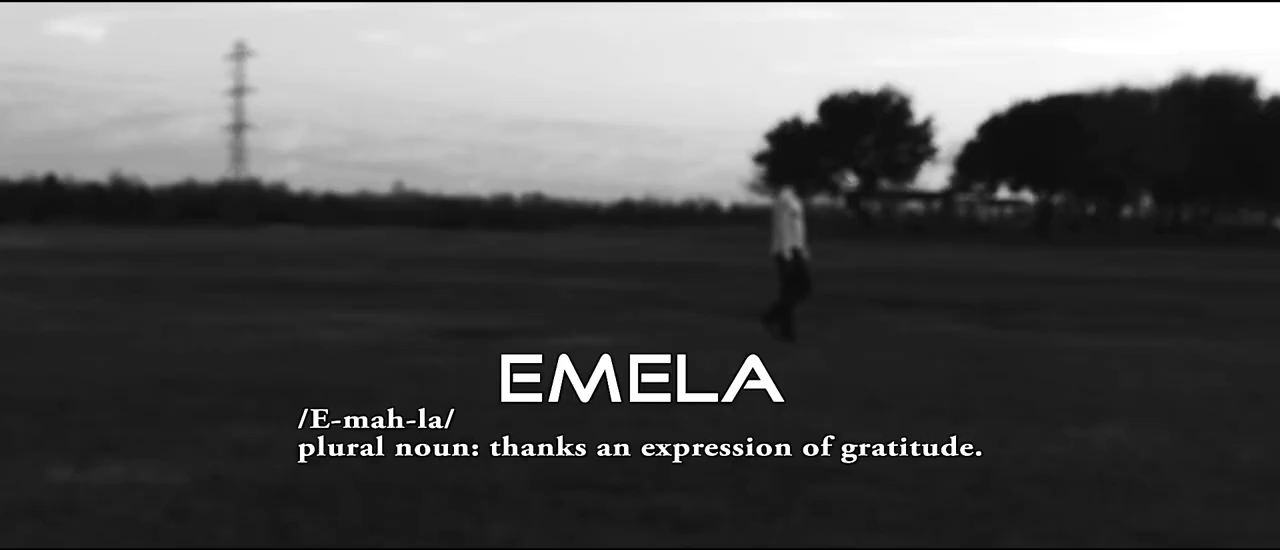 EMELA
/E-mah-la/
plural noun: thanks an expression of gratitude.